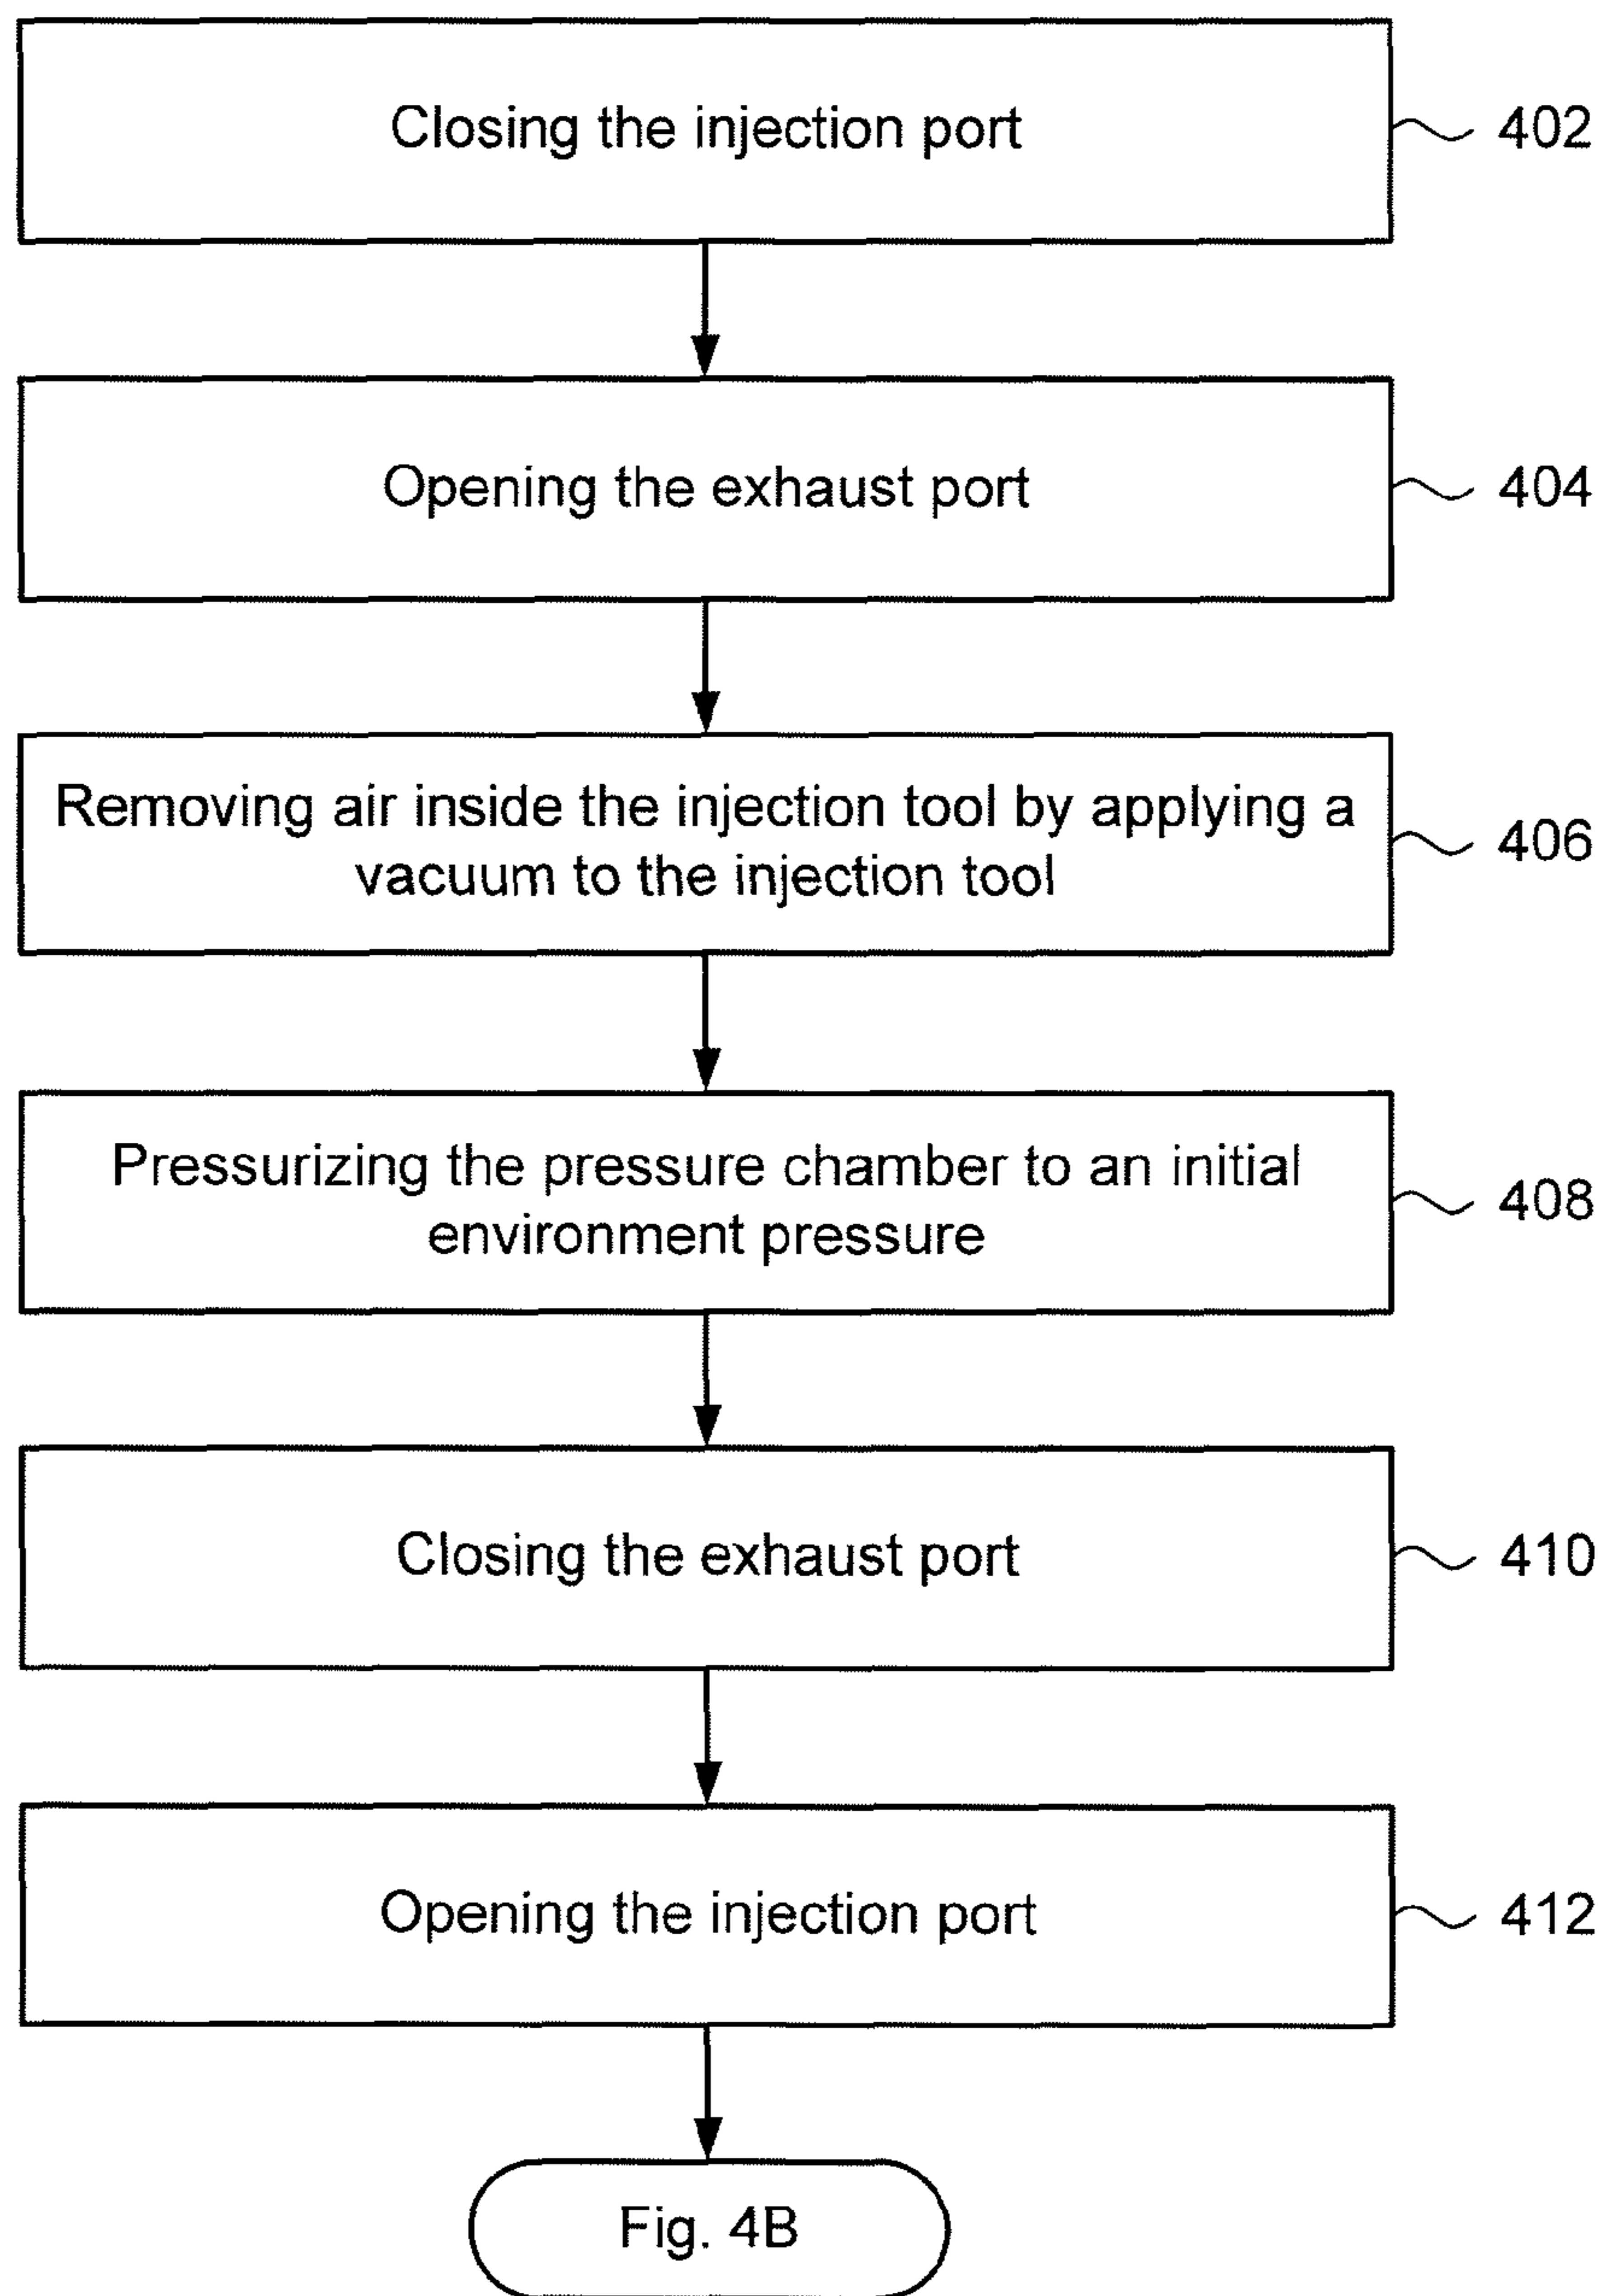 Closing the injection port
402
Opening the exhaust port
404
Removing air inside the injection tool by applying a
vacuum to the injection tool
406
Pressurizing the pressure chamber to an initial
environment pressure
408
Closing the exhaust port
410
Opening the injection port
412
Fig. 4B